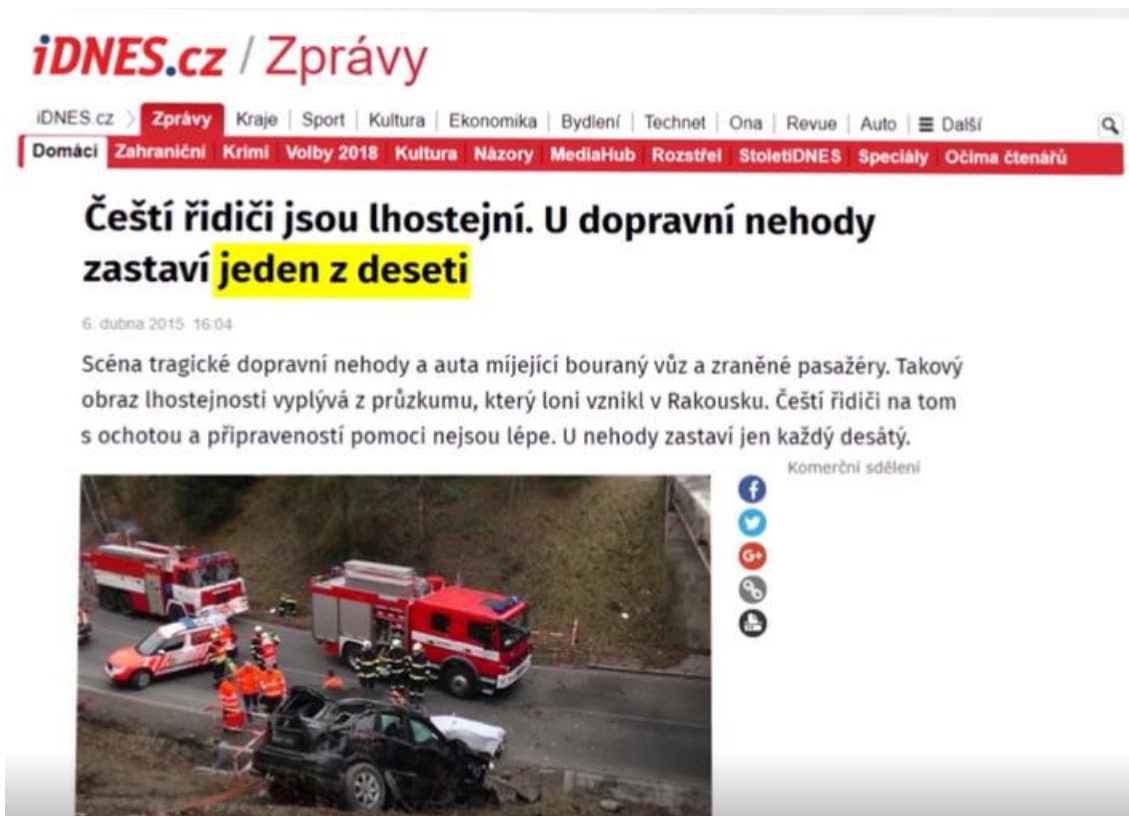 iDNES.cz / Zprávy
iDNES.cz Zprávy Kraje Sport Kultura Ekonomika Bydlení Technet Ona Revue Auto Další
Domácí Zahraniční Krimi Volby 2018 Kultura Názory MediaHub Rozstřel StoletiDNES Speciály Očima čtenářů
Čeští řidiči jsou lhostejní. U dopravní nehody
zastaví jeden z deseti
6. dubna 2015 16:04
Scéna tragické dopravní nehody a auta míjející bouraný vůz a zraněné pasažéry. Takový
obraz lhostejnosti vyplývá z průzkumu, který loni vznikl v Rakousku. Čeští řidiči na tom
s ochotou a připraveností pomoci nejsou lépe. U nehody zastaví jen každý desátý.
Komerční sdělení